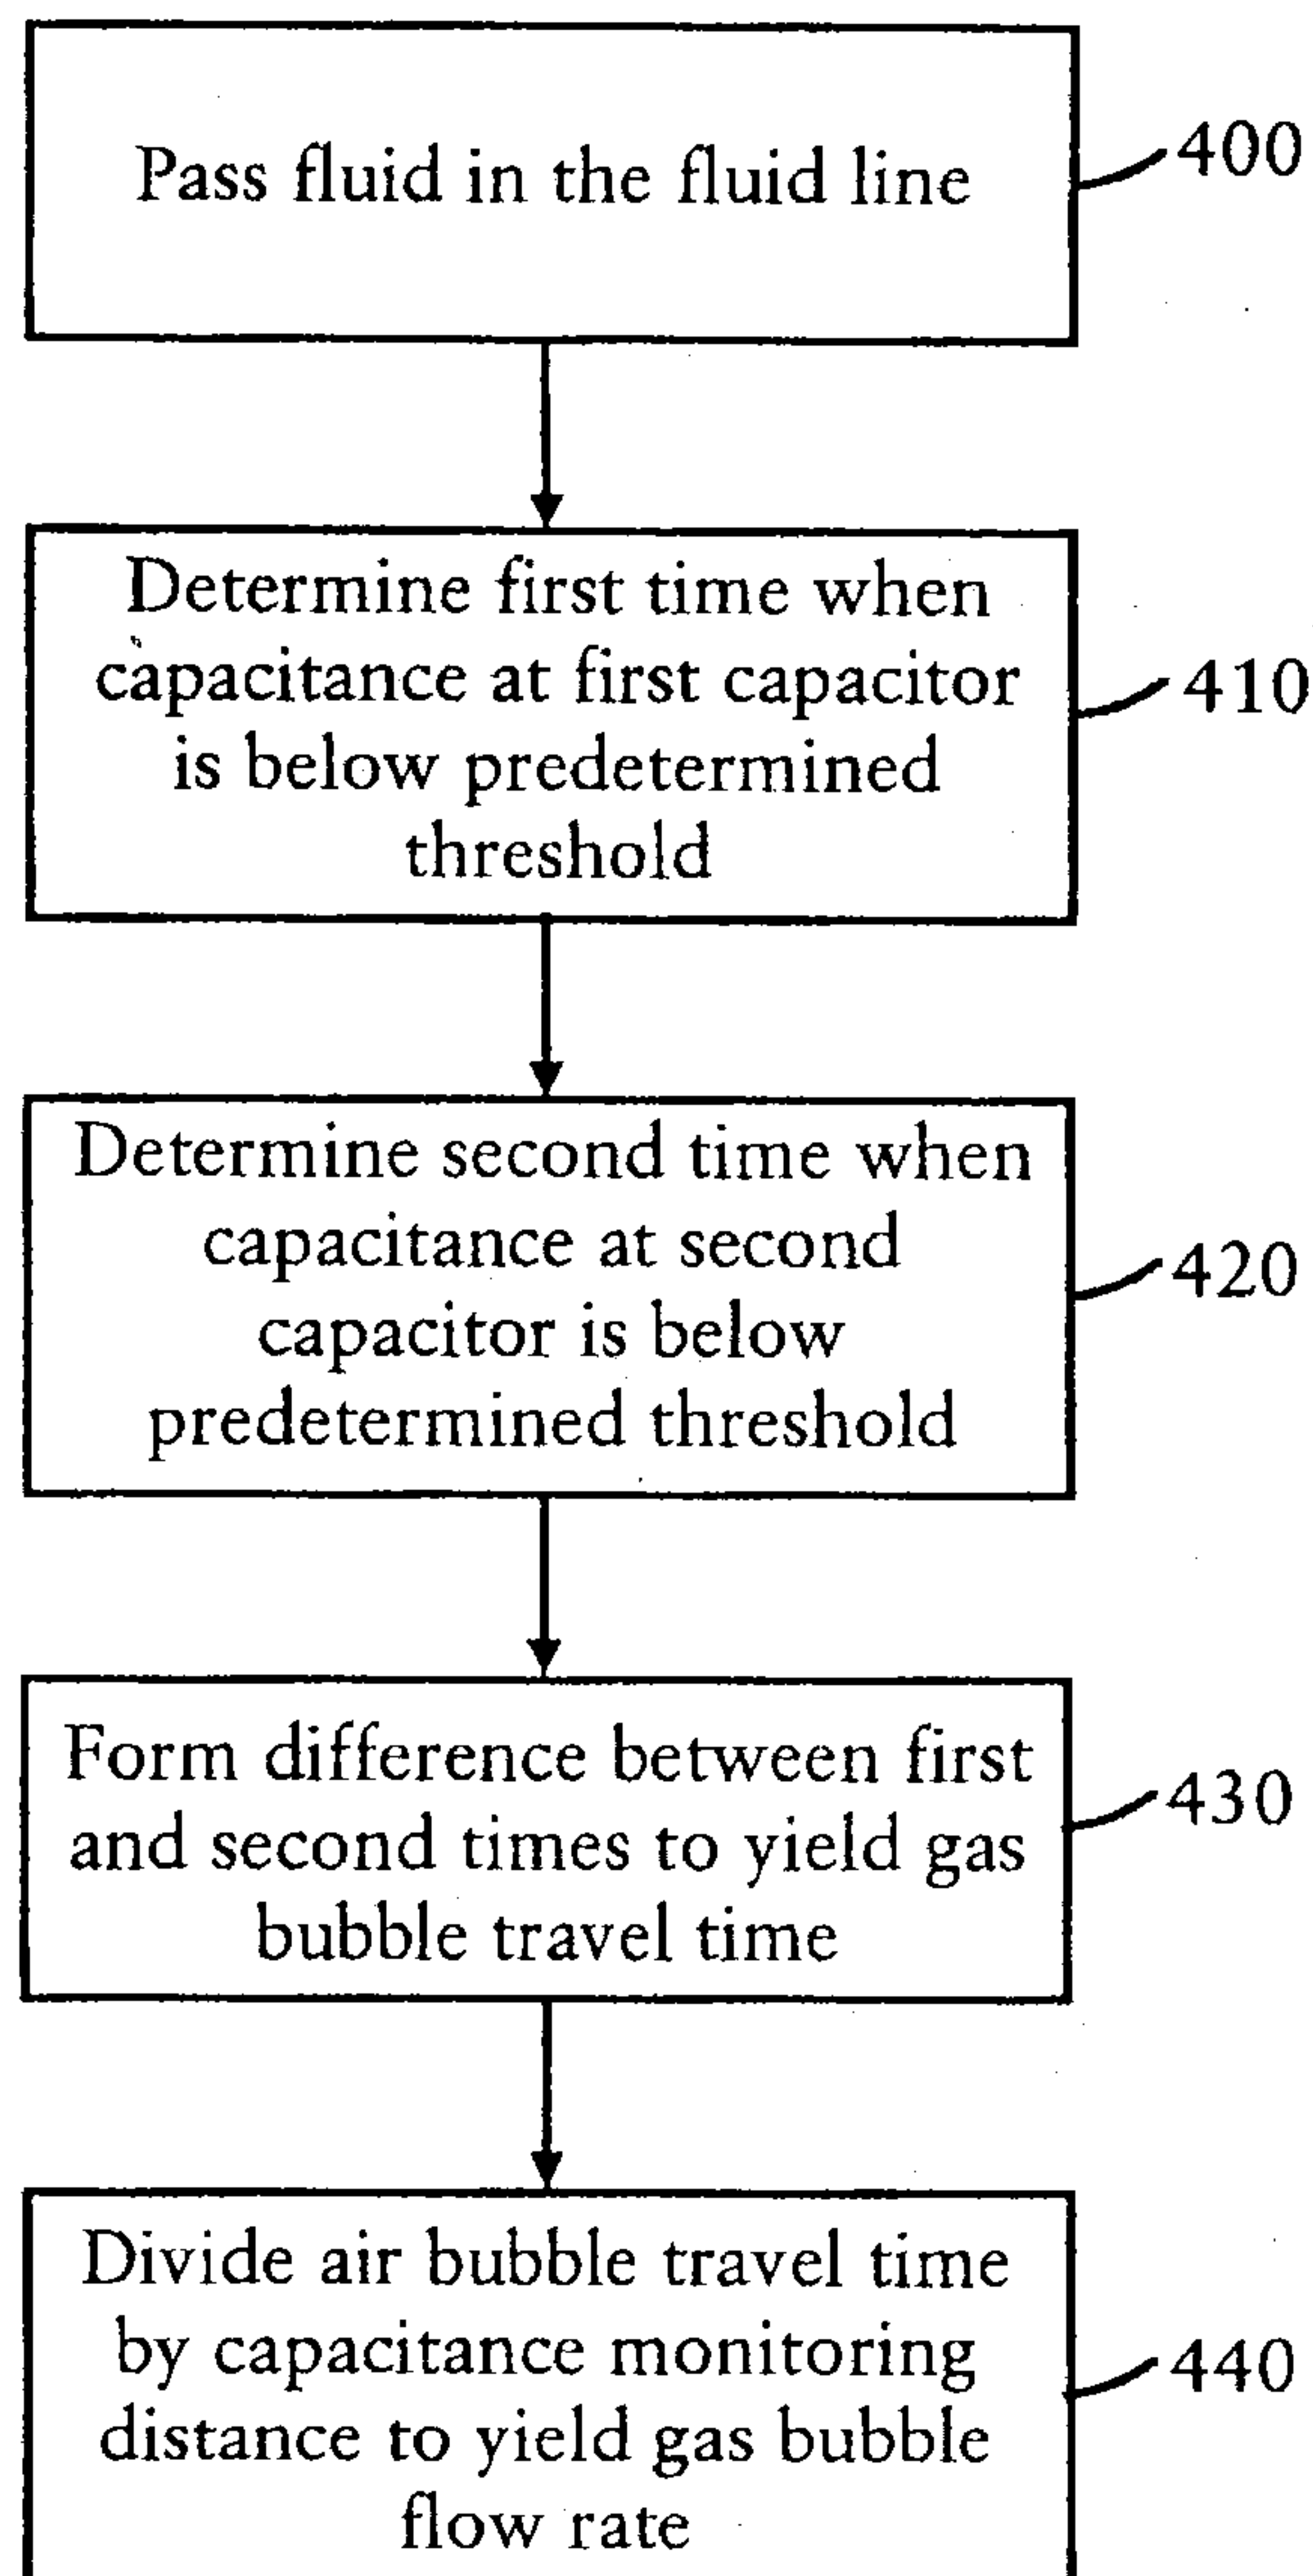 Pass fluid in the fluid line
400
Determine first time when
capacitance at first capacitor
is below predetermined
threshold
410
Determine second time when
capacitance at second
capacitor is below
predetermined threshold
420
Form difference between first
and second times to yield gas
bubble travel time
430
Divide air bubble travel time
by capacitance monitoring
distance to yield gas bubble
flow rate
440